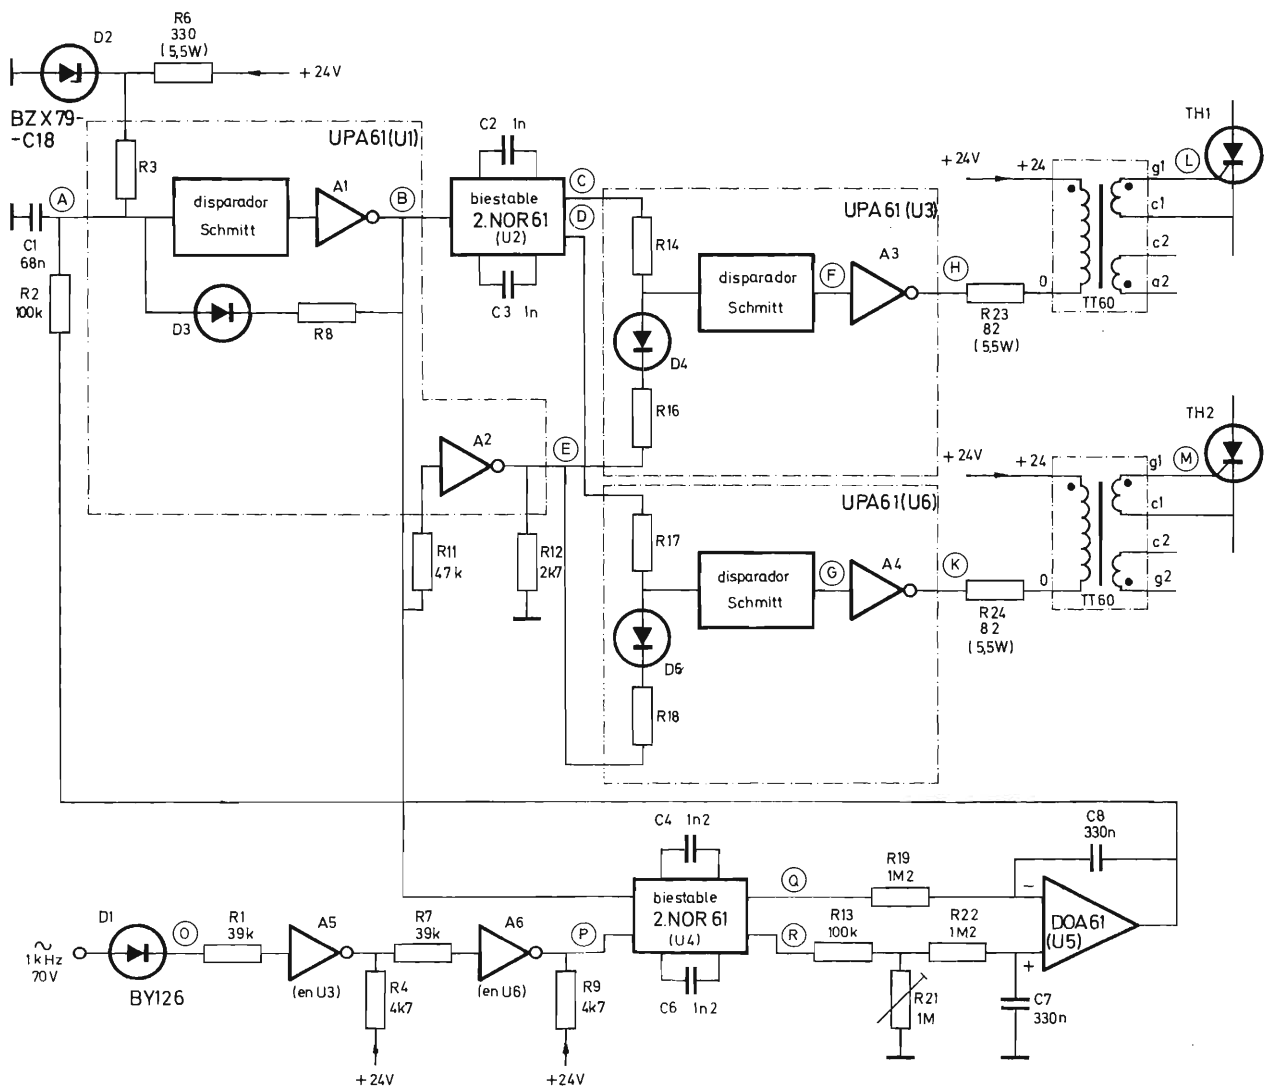 D2
R6
330
(5,5W)
+24V
BZX79-
-C18
R3
UPA61(U1)
A
C1
68n
R2
100k
disparador
Schmitt
A1
B
D3
R8
C2 1n
biestable
2.NOR61
(U2)
C3 1n
C
D
UPA61(U3)
R14
disparador
Schmitt
F
A3
H
D4
R16
R23
82
(5,5W)
+24V
+24
0
TT60
g1
c1
c2
a2
L
TH1
A2
E
R11
47k
R12
2k7
UPA61(U6)
R17
disparador
Schmitt
G
A4
K
D6
R18
R24
82
(5,5W)
+24V
+24
0
TT60
g1
c1
c2
g2
M
TH2
~
1kHz
70V
D1
BY126
O
R1
39k
A5
(en U3)
R4
4k7
+24V
R7
39k
A6
(en U6)
R9
4k7
+24V
P
C4 1n2
biestable
2.NOR61
(U4)
C6 1n2
Q
R
R19
1M2
R13
100k
R22
1M2
R21
1M
C8
330n
−
+
DOA61
(U5)
C7
330n